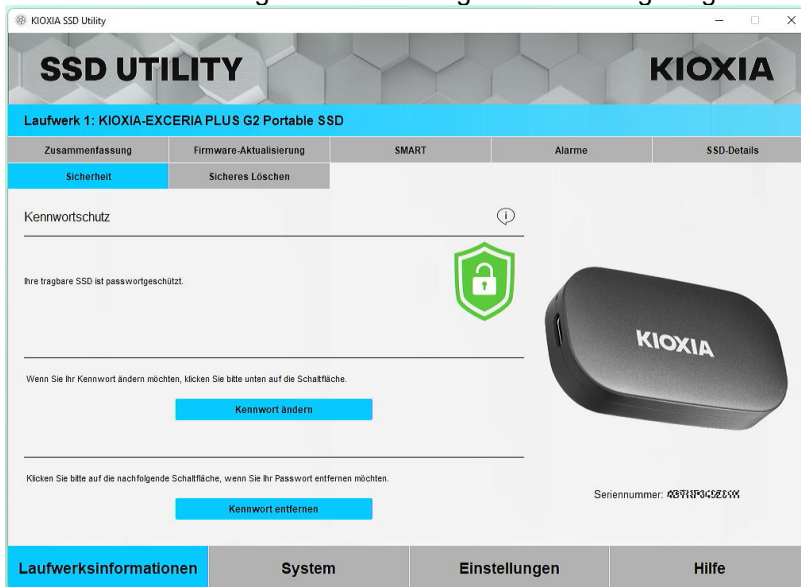 KIOXIA SSD Utility
SSD UTILITY
KIOXIA
Laufwerk 1: KIOXIA-EXCERIA PLUS G2 Portable SSD
Zusammenfassung Firmware-Aktualisierung SMART Alarme SSD-Details
Sicherheit Sicheres Löschen
Kennwortschutz
Ihre tragbare SSD ist passwortgeschützt.
KIOXIA
Wenn Sie Ihr Kennwort ändern möchten, klicken Sie bitte unten auf die Schaltfläche.
Kennwort ändern
Klicken Sie bitte auf die nachfolgende Schaltfläche, wenn Sie Ihr Passwort entfernen möchten.
Seriennummer:
Kennwort entfernen
Laufwerksinformationen System Einstellungen Hilfe